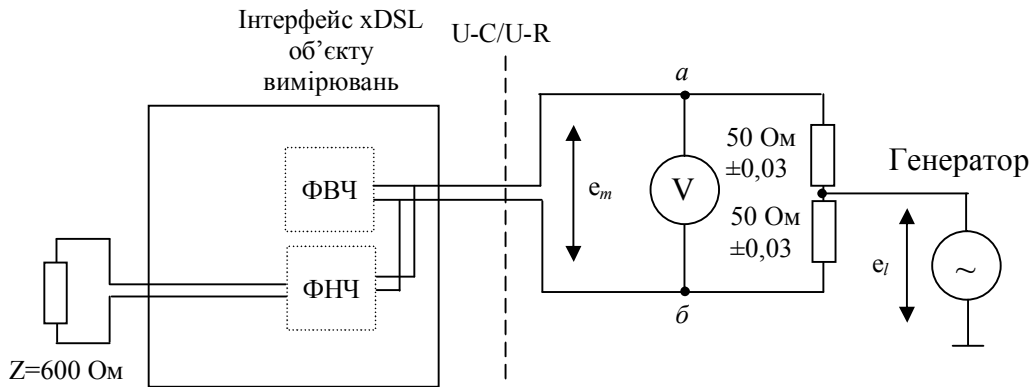 Інтерфейс xDSL
об’єкту
вимірювань
U-C/U-R
a
50 Ом
±0,03
Генератор
ФВЧ
e_m
V
50 Ом
±0,03
e_l
~
ФНЧ
б
Z=600 Ом